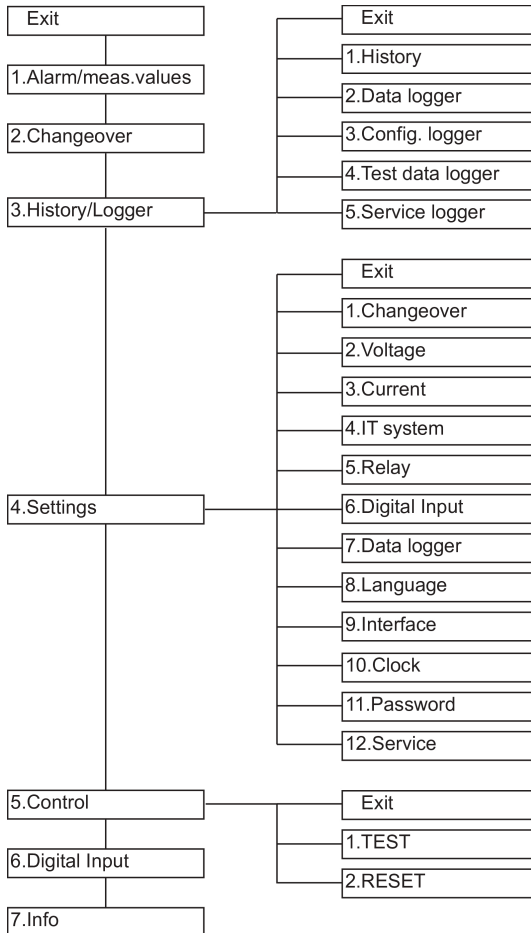 Exit
1.Alarm/meas.values
2.Changeover
3.History/Logger
Exit
1.History
2.Data logger
3.Config. logger
4.Test data logger
5.Service logger
4.Settings
Exit
1.Changeover
2.Voltage
3.Current
4.IT system
5.Relay
6.Digital Input
7.Data logger
8.Language
9.Interface
10.Clock
11.Password
12.Service
5.Control
Exit
1.TEST
2.RESET
6.Digital Input
7.Info